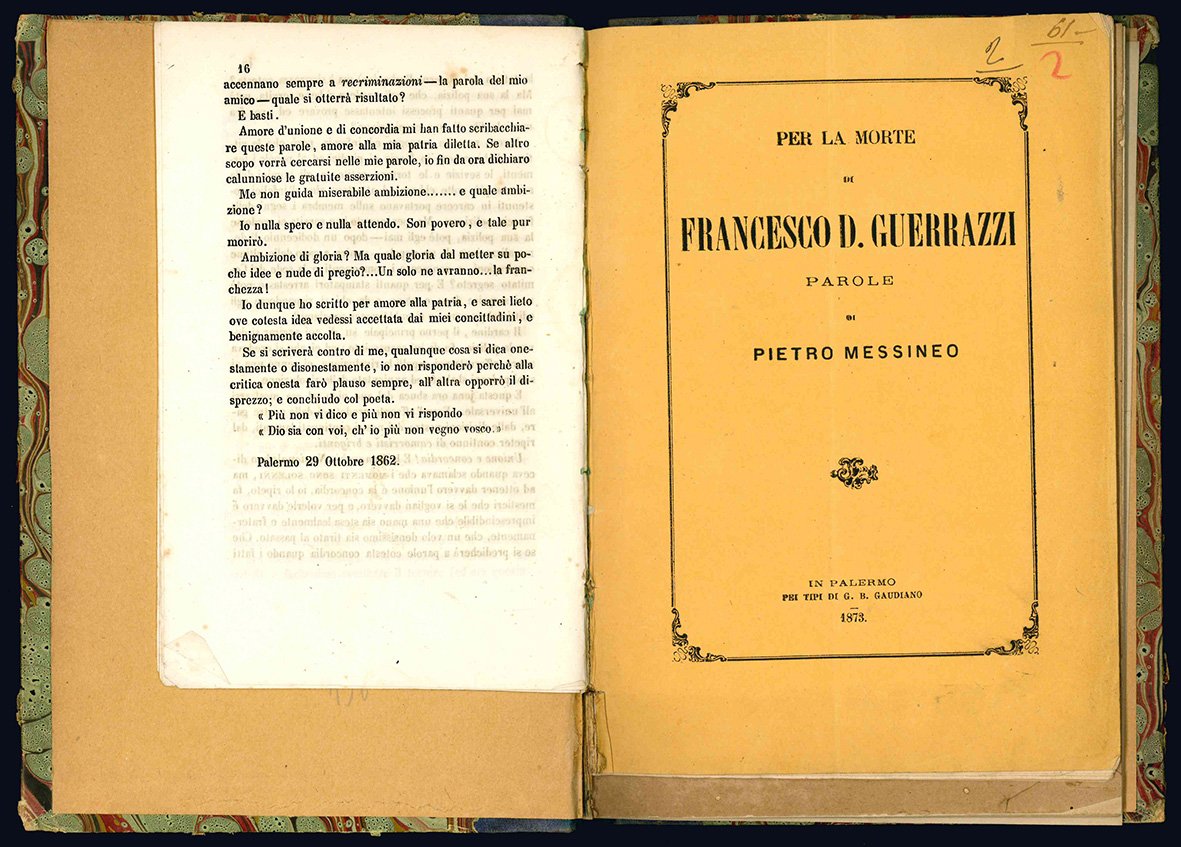 16
accennano sempre a recriminazioni — la parola del mio
amico — quale si otterrà risultato?
E basti.
Amore d'unione e di concordia mi han fatto scribacchia-
re queste parole, amore alla mia patria diletta. Se altro
scopo vorrà cercarsi nelle mie parole, io fin da ora dichiaro
calunniose le gratuite asserzioni.
Me non guida miserabile ambizione....... e quale ambi-
zione?
Io nulla spero e nulla attendo. Son povero, e tale pur
morirò.
Ambizione di gloria? Ma quale gloria dal metter su po-
che idee e nude di pregio?...Un solo ne avranno...la fran-
chezza!
Io dunque ho scritto per amore alla patria, e sarei lieto
ove cotesta idea vedessi accettata dai miei concittadini, e
benignamente accolta.
Se si scriverà contro di me, qualunque cosa si dica one-
stamente o disonestamente, io non risponderò perchè alla
critica onesta farò plauso sempre, all' altra opporrò il di-
sprezzo; e conchiudo col poeta.
« Più non vi dico e più non vi rispondo
« Dio sia con voi, ch' io più non vegno vosco.»
Palermo 29 Ottobre 1862.
61-
2
2
PER LA MORTE
DI
FRANCESCO D. GUERRAZZI
PAROLE
DI
PIETRO MESSINEO
IN PALERMO
PEI TIPI DI G. B. GAUDIANO
1873.